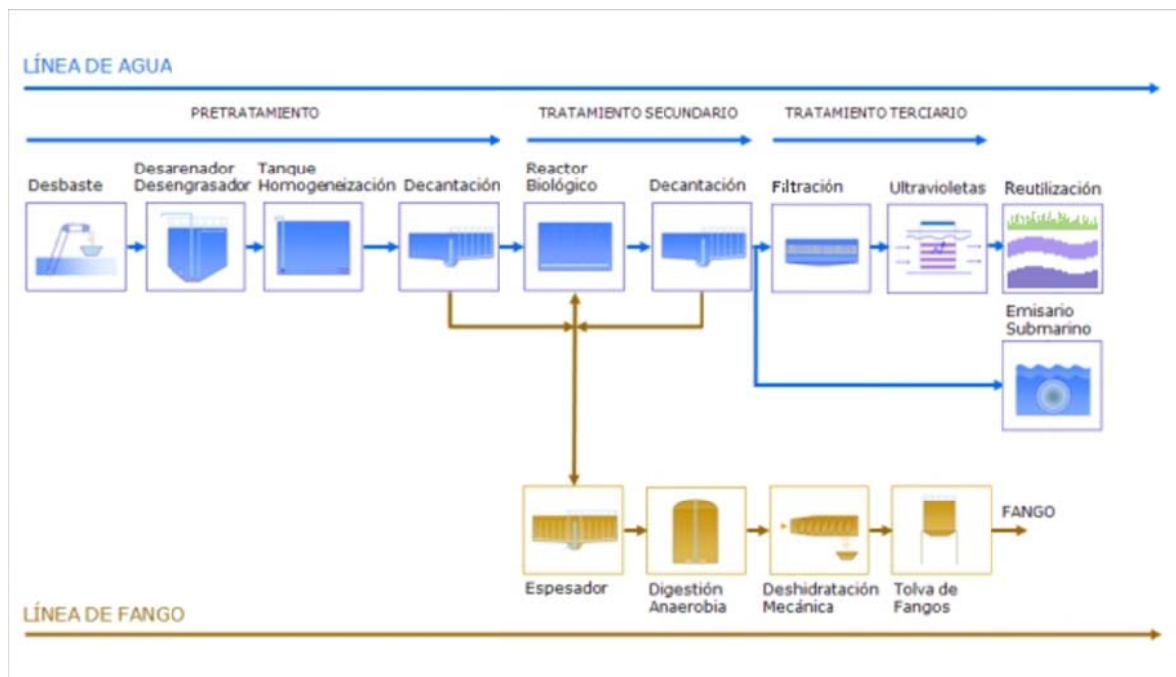 LÍNEA DE AGUA
PRETRATAMIENTO
TRATAMIENTO SECUNDARIO
TRATAMIENTO TERCIARIO
Desbaste
Desarenador
Desengrasador
Tanque
Homogeneización
Decantación
Reactor
Biológico
Decantación
Filtración
Ultravioletas
Reutilización
Emisario
Submarino
Espesador
Digestión
Anaerobia
Deshidratación
Mecánica
Tolva de
Fangos
FANGO
LÍNEA DE FANGO